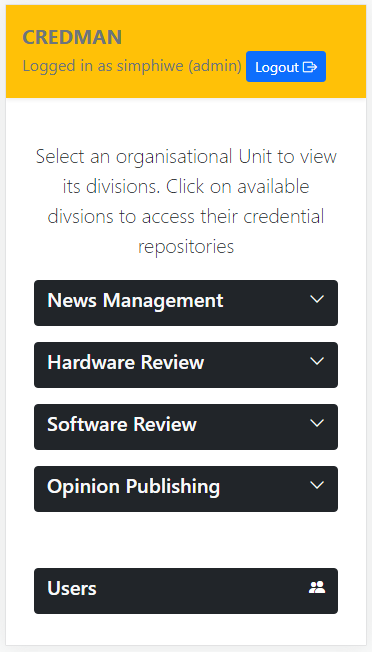 CREDMAN
Logged in as simphiwe (admin) Logout
Select an organisational Unit to view
its divisions. Click on available
divsions to access their credential
repositories
News Management
Hardware Review
Software Review
Opinion Publishing
Users